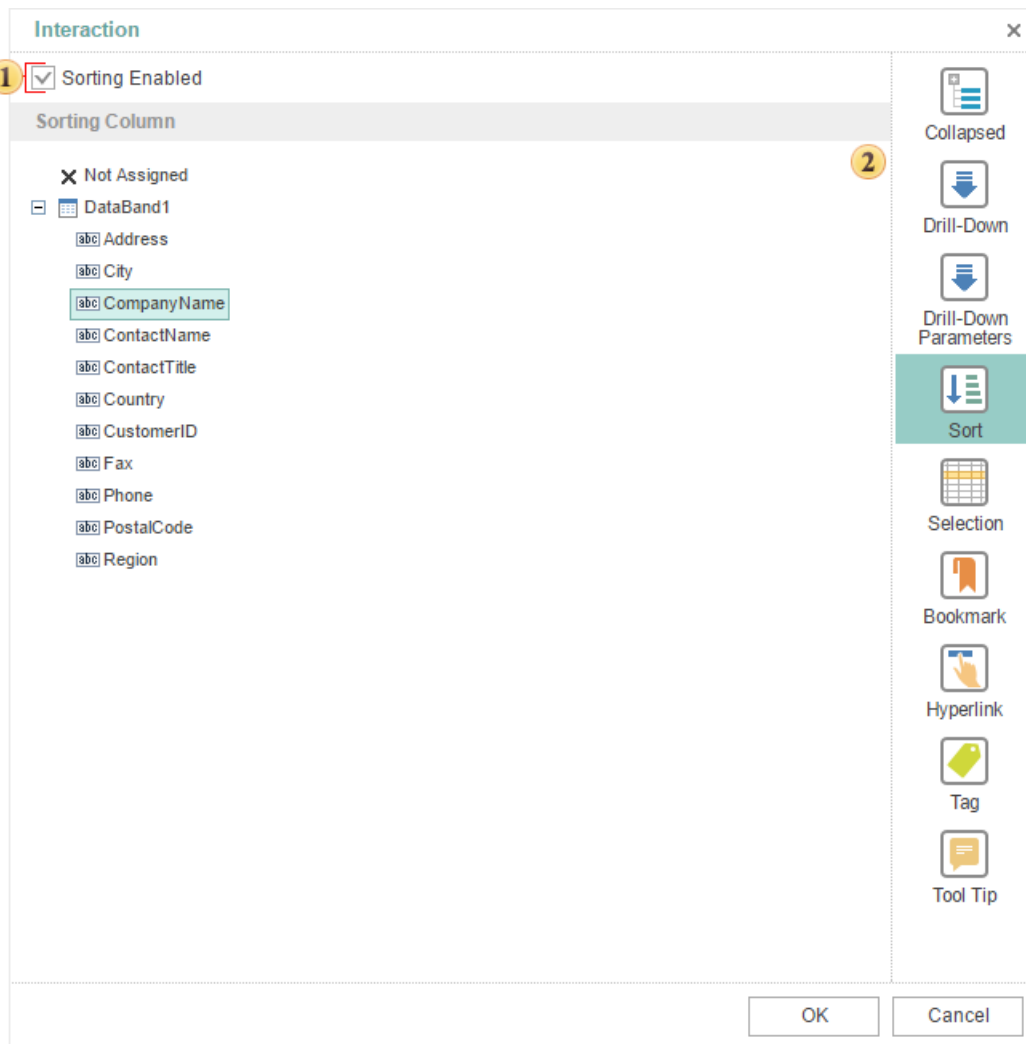 Interaction
1
Sorting Enabled
Sorting Column
2
Not Assigned
DataBand1
abc Address
abc City
abc CompanyName
abc ContactName
abc ContactTitle
abc Country
abc CustomerID
abc Fax
abc Phone
abc PostalCode
abc Region
Collapsed
Drill-Down
Drill-Down
Parameters
Sort
Selection
Bookmark
Hyperlink
Tag
Tool Tip
OK
Cancel